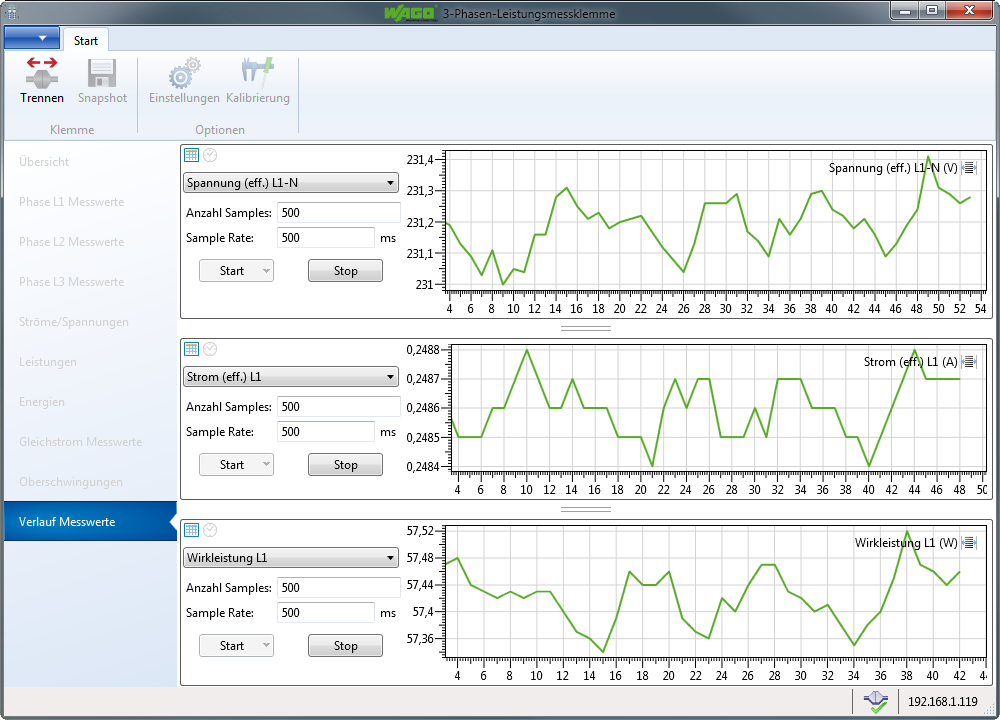 WAGO 3-Phasen-Leistungsmessklemme
Start
Trennen Snapshot Einstellungen Kalibrierung
Klemme Optionen
Übersicht
Phase L1 Messwerte
Phase L2 Messwerte
Phase L3 Messwerte
Ströme/Spannungen
Leistungen
Energien
Gleichstrom Messwerte
Oberschwingungen
Verlauf Messwerte
Spannung (eff.) L1-N
Anzahl Samples: 500
Sample Rate: 500 ms
Start Stop
Spannung (eff.) L1-N (V)
231,4
231,3
231,2
231,1
231
4 6 8 10 12 14 16 18 20 22 24 26 28 30 32 34 36 38 40 42 44 46 48 50 52 54
Strom (eff.) L1
Anzahl Samples: 500
Sample Rate: 500 ms
Start Stop
Strom (eff.) L1 (A)
0,2488
0,2487
0,2486
0,2485
0,2484
4 6 8 10 12 14 16 18 20 22 24 26 28 30 32 34 36 38 40 42 44 46 48 50
Wirkleistung L1
Anzahl Samples: 500
Sample Rate: 500 ms
Start Stop
Wirkleistung L1 (W)
57,52
57,48
57,44
57,4
57,36
4 6 8 10 12 14 16 18 20 22 24 26 28 30 32 34 36 38 40 42 44
192.168.1.119